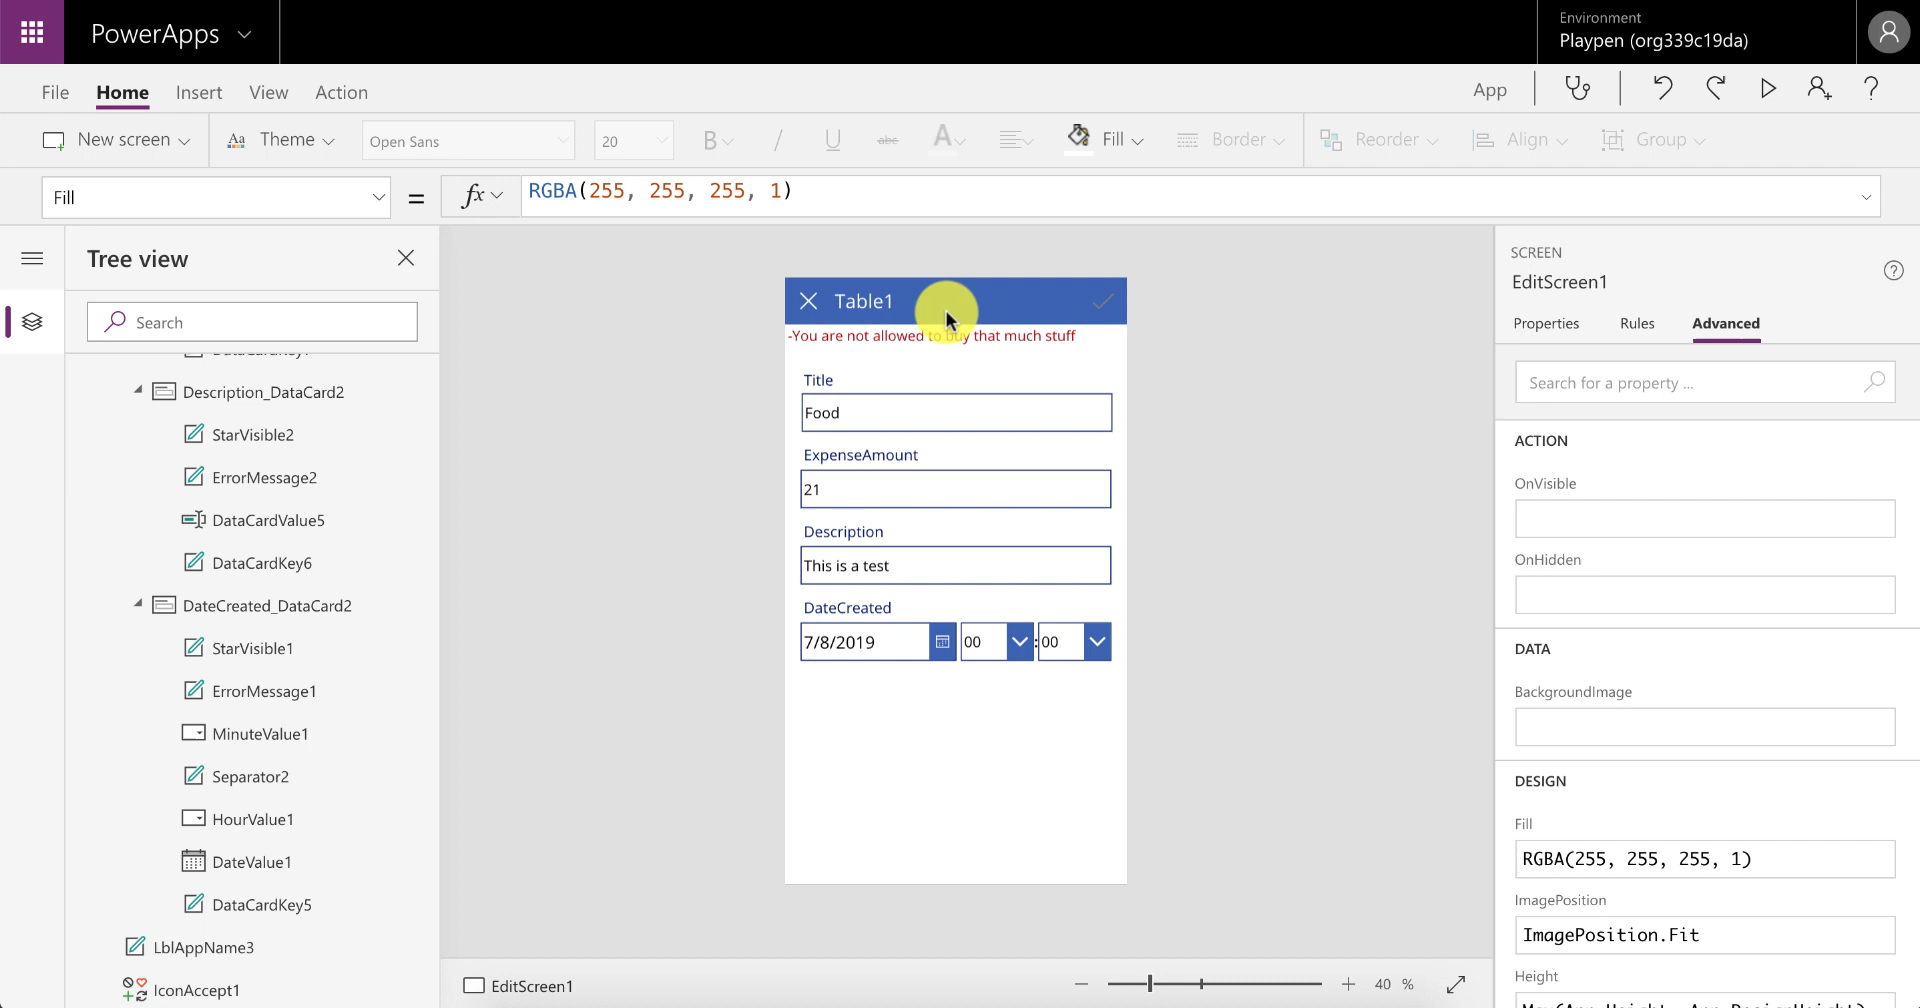 PowerApps
Environment
Playpen (org339c19da)
File Home Insert View Action
App
New screen
Theme
Open Sans
20
B / U abc A
Fill
Border
Reorder
Align
Group
Fill
=
fx
RGBA(255, 255, 255, 1)
Tree view
Search
Description_DataCard2
StarVisible2
ErrorMessage2
DataCardValue5
DataCardKey6
DateCreated_DataCard2
StarVisible1
ErrorMessage1
MinuteValue1
Separator2
HourValue1
DateValue1
DataCardKey5
LblAppName3
IconAccept1
Table1
-You are not allowed to buy that much stuff
Title
Food
ExpenseAmount
21
Description
This is a test
DateCreated
7/8/2019 00 : 00
EditScreen1
40 %
SCREEN
EditScreen1
Properties Rules Advanced
Search for a property ...
ACTION
OnVisible
OnHidden
DATA
BackgroundImage
DESIGN
Fill
RGBA(255, 255, 255, 1)
ImagePosition
ImagePosition.Fit
Height